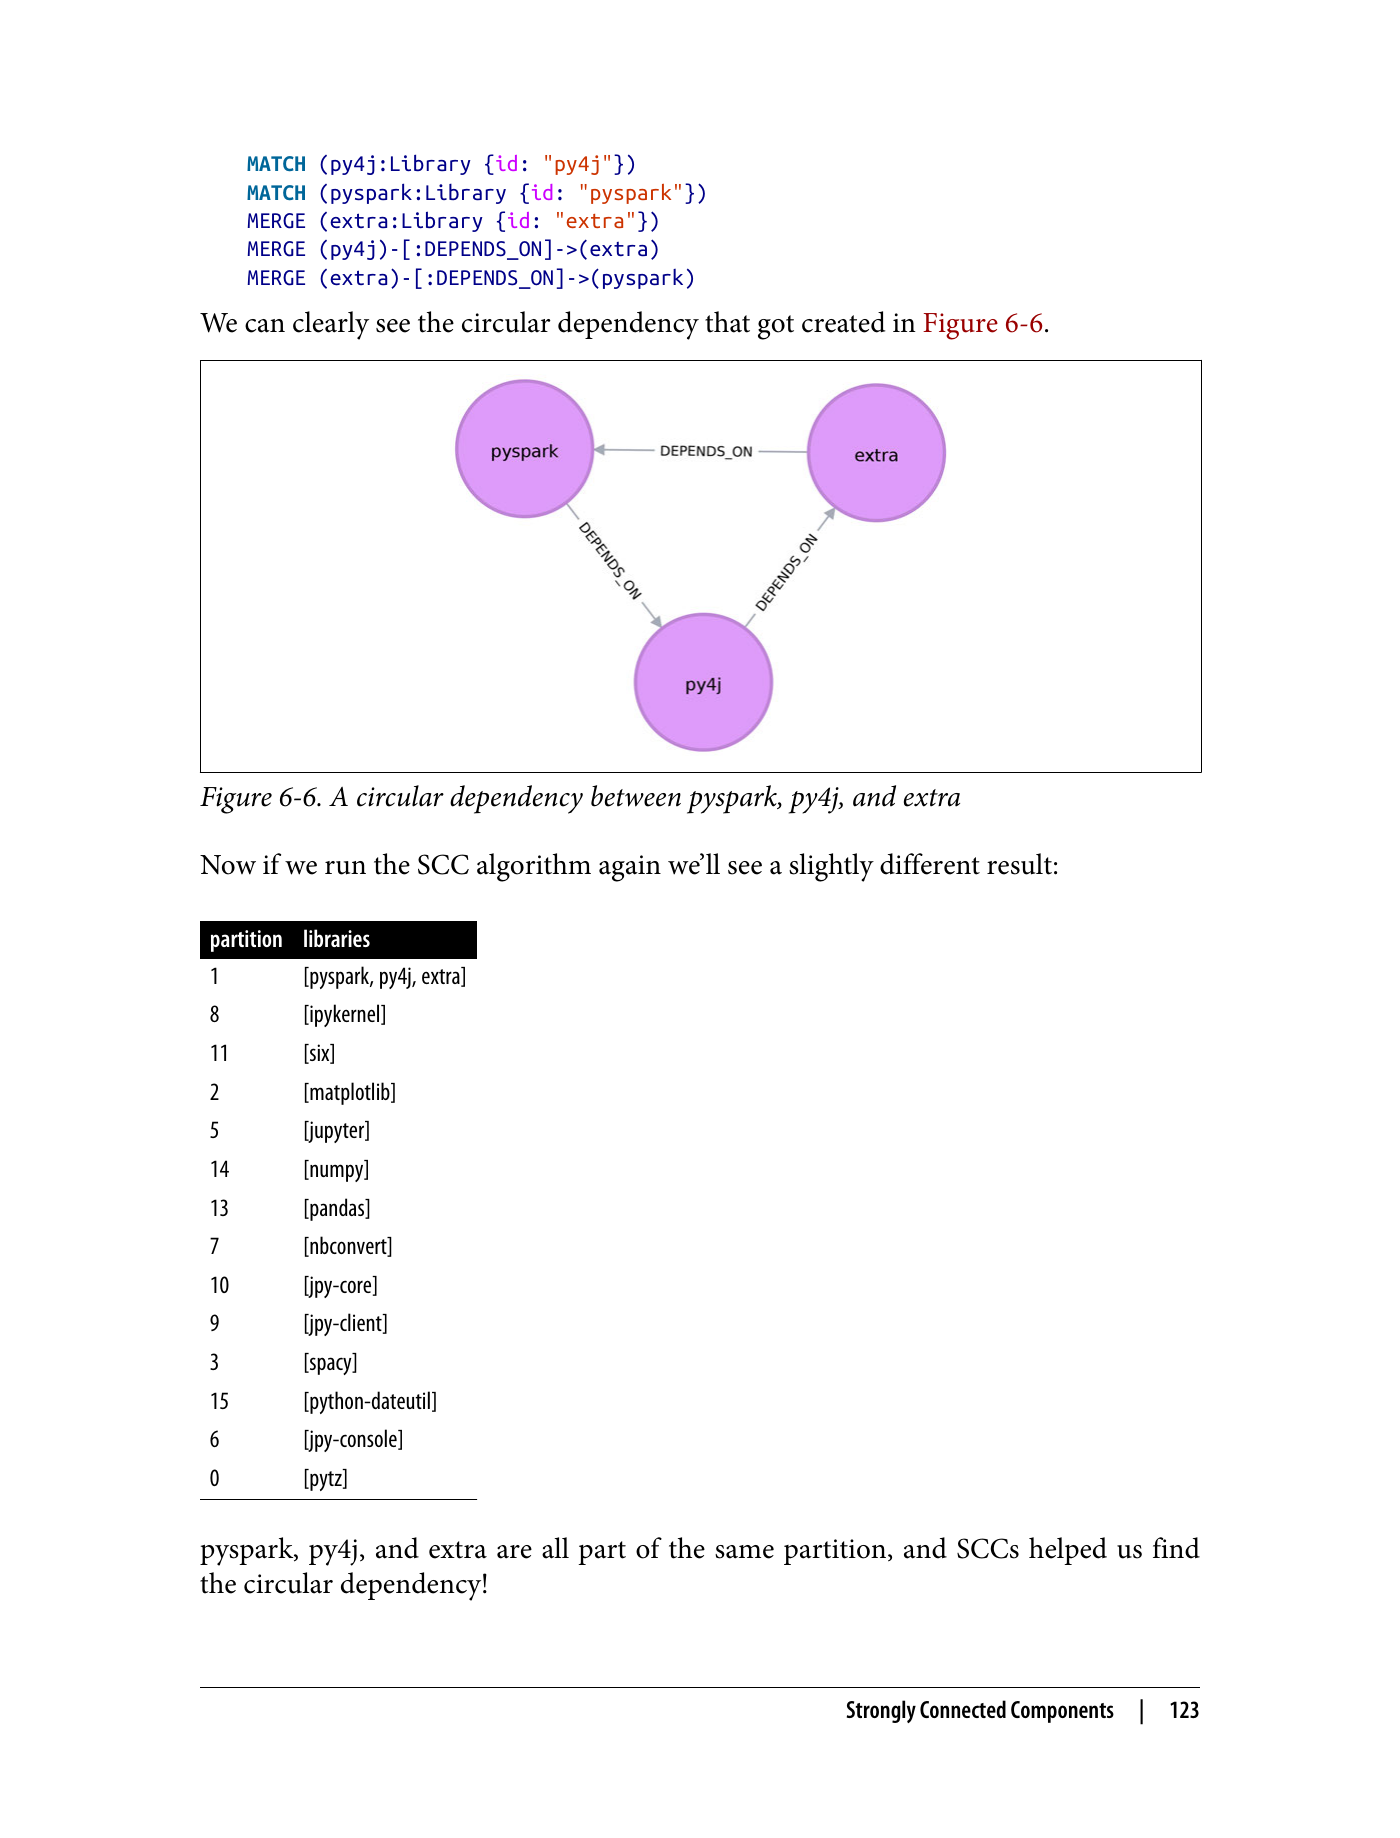 MATCH (py4j:Library {id: "py4j"})
MATCH (pyspark:Library {id: "pyspark"})
MERGE (extra:Library {id: "extra"})
MERGE (py4j)-[:DEPENDS_ON]->(extra)
MERGE (extra)-[:DEPENDS_ON]->(pyspark)
We can clearly see the circular dependency that got created in Figure 6-6.
pyspark DEPENDS_ON extra
DEPENDS_ON DEPENDS_ON
py4j
Figure 6-6. A circular dependency between pyspark, py4j, and extra
Now if we run the SCC algorithm again we’ll see a slightly different result:
partition libraries
1 [pyspark, py4j, extra]
8 [ipykernel]
11 [six]
2 [matplotlib]
5 [jupyter]
14 [numpy]
13 [pandas]
7 [nbconvert]
10 [jpy-core]
9 [jpy-client]
3 [spacy]
15 [python-dateutil]
6 [jpy-console]
0 [pytz]
pyspark, py4j, and extra are all part of the same partition, and SCCs helped us find
the circular dependency!
Strongly Connected Components | 123